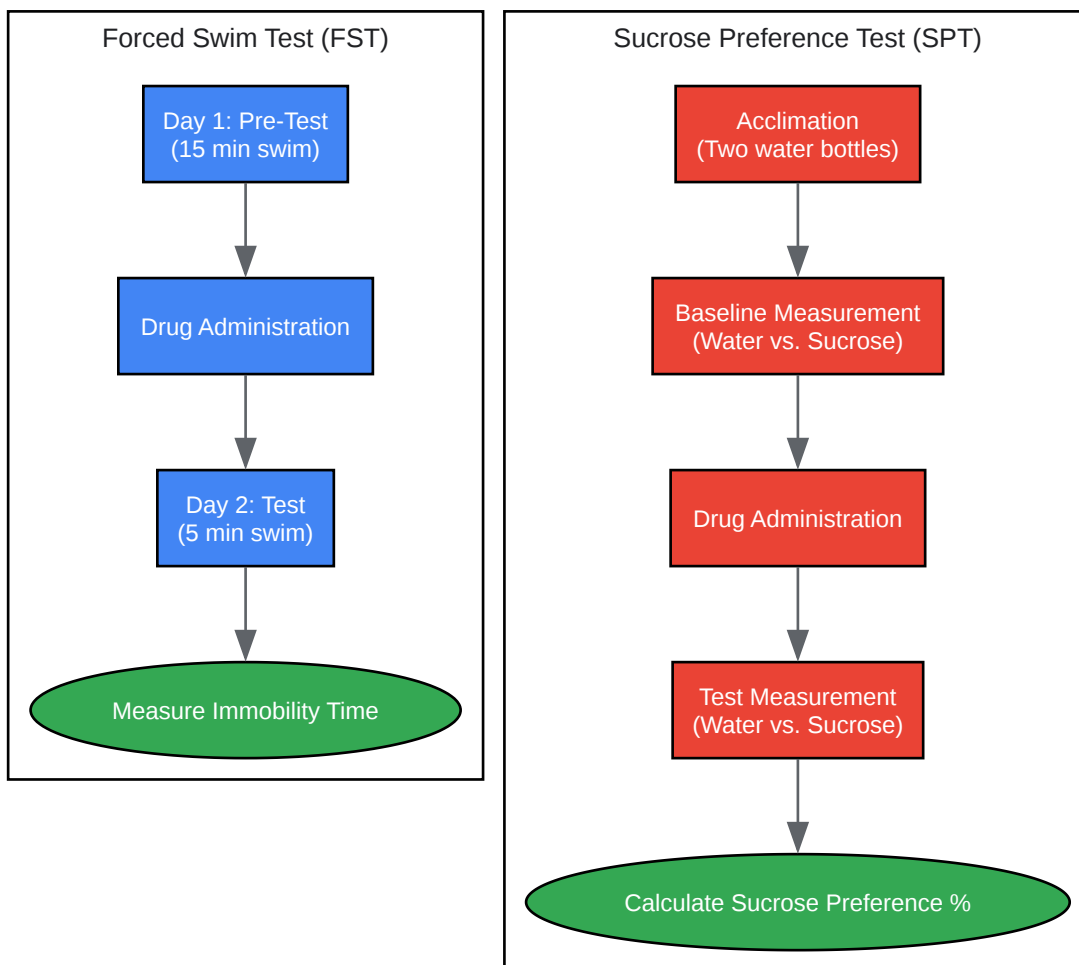 Forced Swim Test (FST)
Day 1: Pre-Test
(15 min swim)
Drug Administration
Day 2: Test
(5 min swim)
Measure Immobility Time
Sucrose Preference Test (SPT)
Acclimation
(Two water bottles)
Baseline Measurement
(Water vs. Sucrose)
Drug Administration
Test Measurement
(Water vs. Sucrose)
Calculate Sucrose Preference %